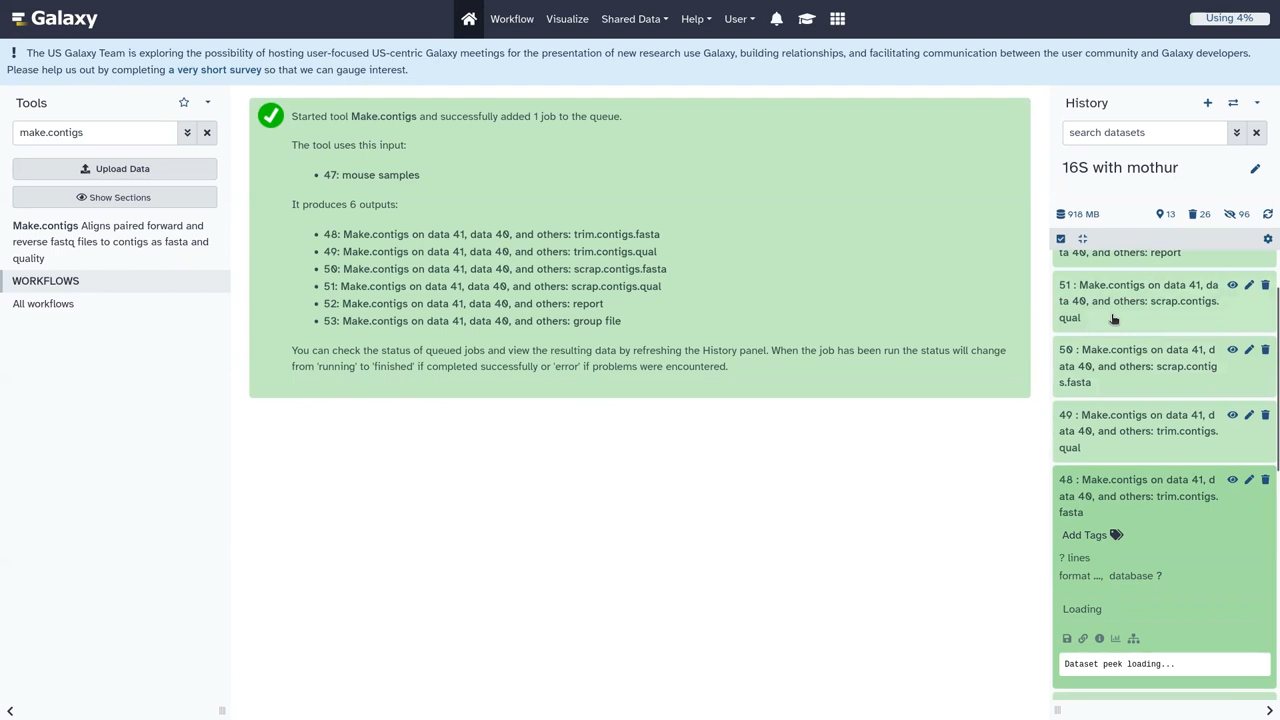 Galaxy
Workflow
Visualize
Shared Data
Help
User
Using 4%
! The US Galaxy Team is exploring the possibility of hosting user-focused US-centric Galaxy meetings for the presentation of new research use Galaxy, building relationships, and facilitating communication between the user community and Galaxy developers.
Please help us out by completing a very short survey so that we can gauge interest.
Tools
make.contigs
Upload Data
Show Sections
Make.contigs Aligns paired forward and
reverse fastq files to contigs as fasta and
quality
WORKFLOWS
All workflows
Started tool Make.contigs and successfully added 1 job to the queue.
The tool uses this input:
• 47: mouse samples
It produces 6 outputs:
• 48: Make.contigs on data 41, data 40, and others: trim.contigs.fasta
• 49: Make.contigs on data 41, data 40, and others: trim.contigs.qual
• 50: Make.contigs on data 41, data 40, and others: scrap.contigs.fasta
• 51: Make.contigs on data 41, data 40, and others: scrap.contigs.qual
• 52: Make.contigs on data 41, data 40, and others: report
• 53: Make.contigs on data 41, data 40, and others: group file
You can check the status of queued jobs and view the resulting data by refreshing the History panel. When the job has been run the status will change
from 'running' to 'finished' if completed successfully or 'error' if problems were encountered.
History
search datasets
16S with mothur
918 MB
13
26
96
ta 40, and others: report
51 : Make.contigs on data 41, da
ta 40, and others: scrap.contigs.
qual
50 : Make.contigs on data 41, d
ata 40, and others: scrap.contig
s.fasta
49 : Make.contigs on data 41, d
ata 40, and others: trim.contigs.
qual
48 : Make.contigs on data 41, d
ata 40, and others: trim.contigs.
fasta
Add Tags
? lines
format ..., database ?
Loading
Dataset peek loading...